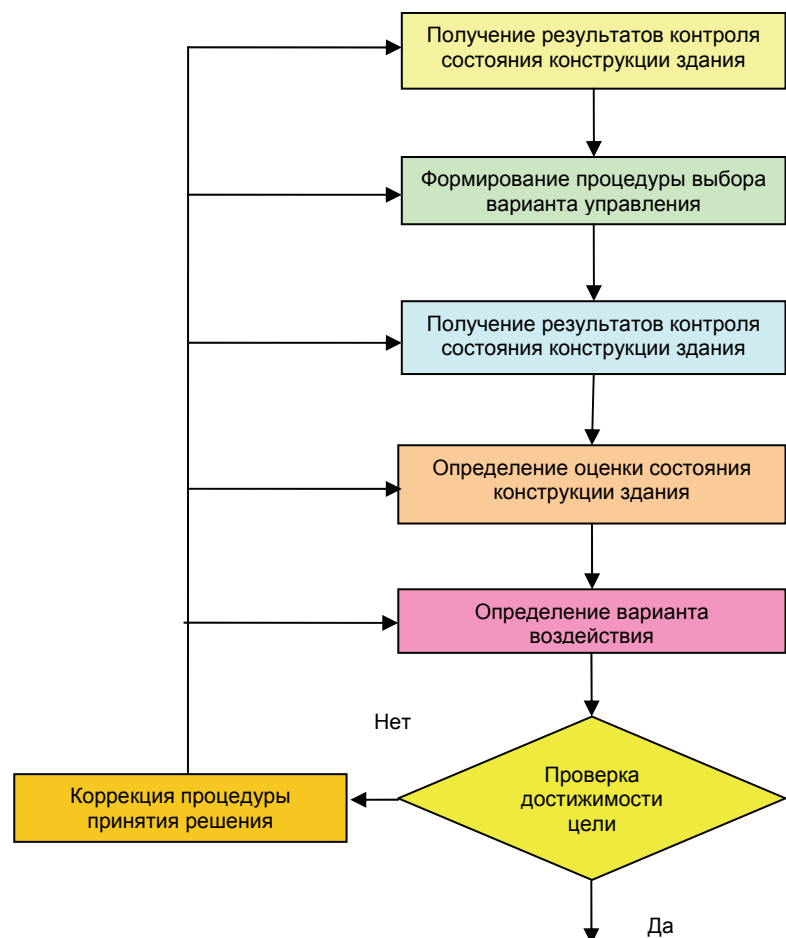 Получение результатов контроля
состояния конструкции здания
Формирование процедуры выбора
варианта управления
Получение результатов контроля
состояния конструкции здания
Определение оценки состояния
конструкции здания
Определение варианта
воздействия
Нет
Проверка
достижимости
цели
Коррекция процедуры
принятия решения
Да